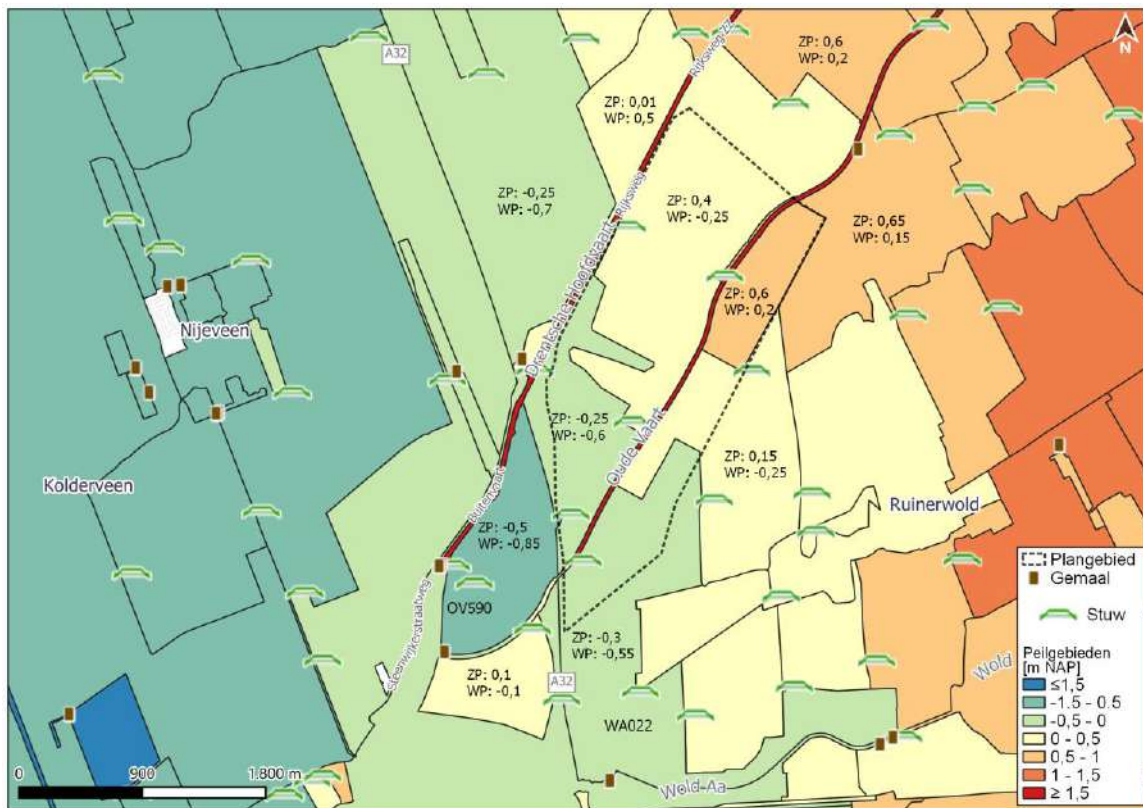 A32
N
ZP: 0,6
WP: 0,2
Rijksweg ZZ
ZP: 0,01
WP: 0,5
ZP: -0,25
WP: -0,7
Rijksweg
ZP: 0,4
WP: -0,25
ZP: 0,65
WP: 0,15
Drentsche Hoofdvaart
ZP: 0,6
WP: 0,2
Nijeveen
ZP: -0,25
WP: -0,6
Oude Vaart
ZP: 0,15
WP: -0,25
Kolderveen
Buitenvaart
Ruinerwold
ZP: -0,5
WP: -0,85
OV590
Steenwijkerstraatweg
ZP: -0,3
WP: -0,55
ZP: 0,1
WP: -0,1
A32
WA022
Wold
Wold Aa
Plangebied
Gemaal
Stuw
Peilgebieden
[m NAP]
≤1,5
-1.5 - 0.5
-0,5 - 0
0 - 0,5
0,5 - 1
1 - 1,5
≥ 1,5
0 900 1.800 m